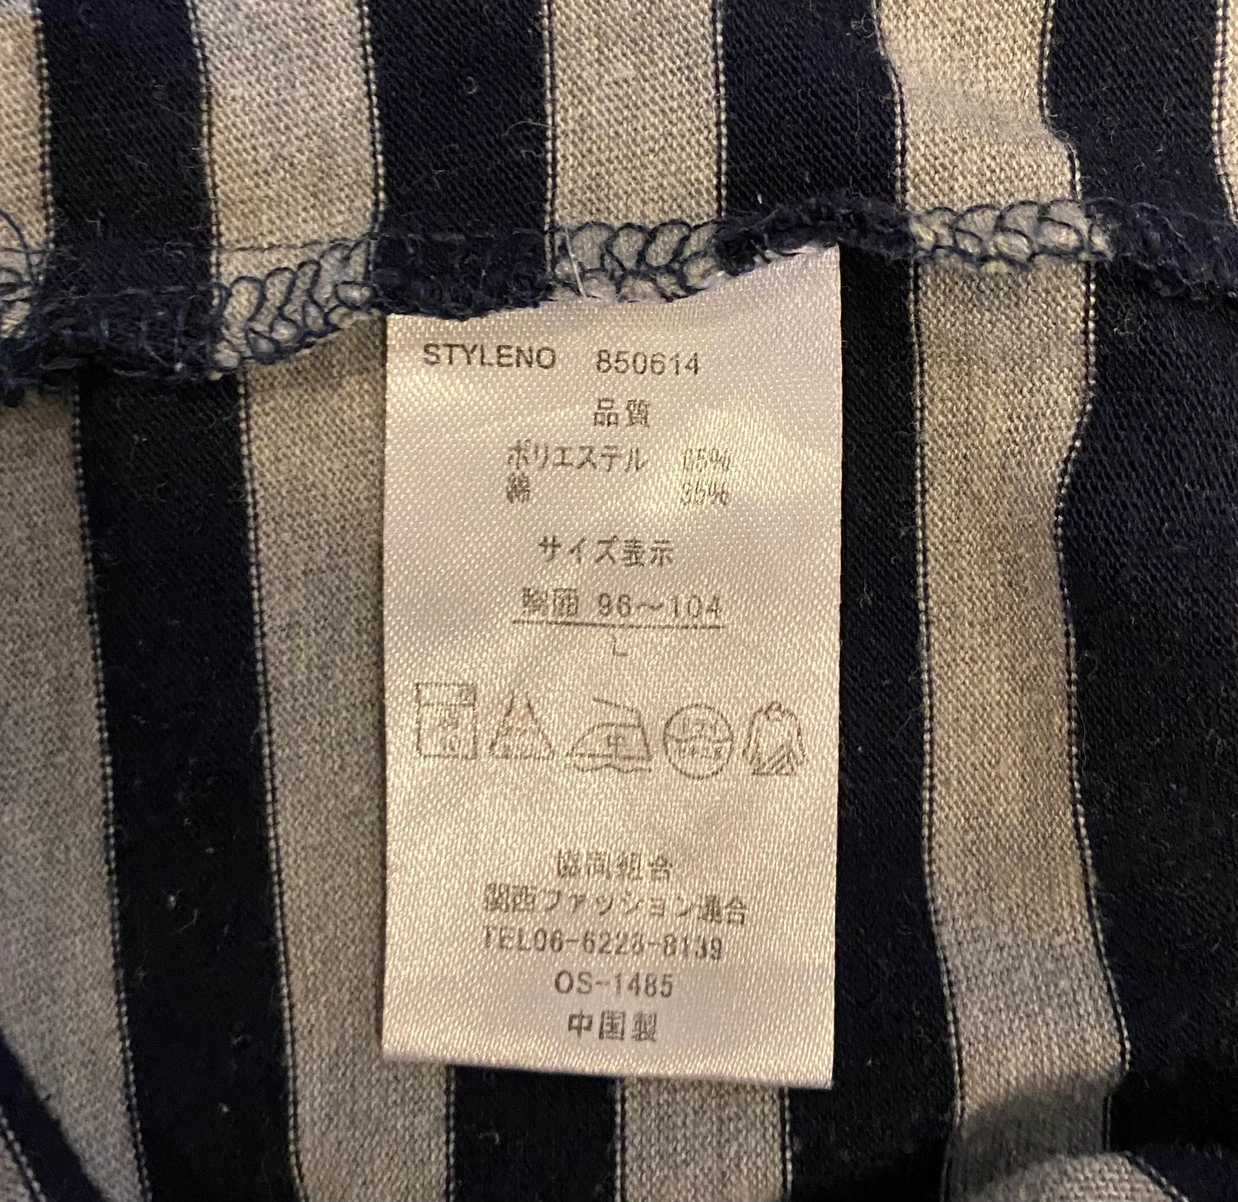 STYLENO 850614
品質
ポリエステル 65%
綿 35%
サイズ表示
胸囲 96～104
L
協同組合
関西ファッション連合
TEL06-6228-8139
OS-1485
中国製